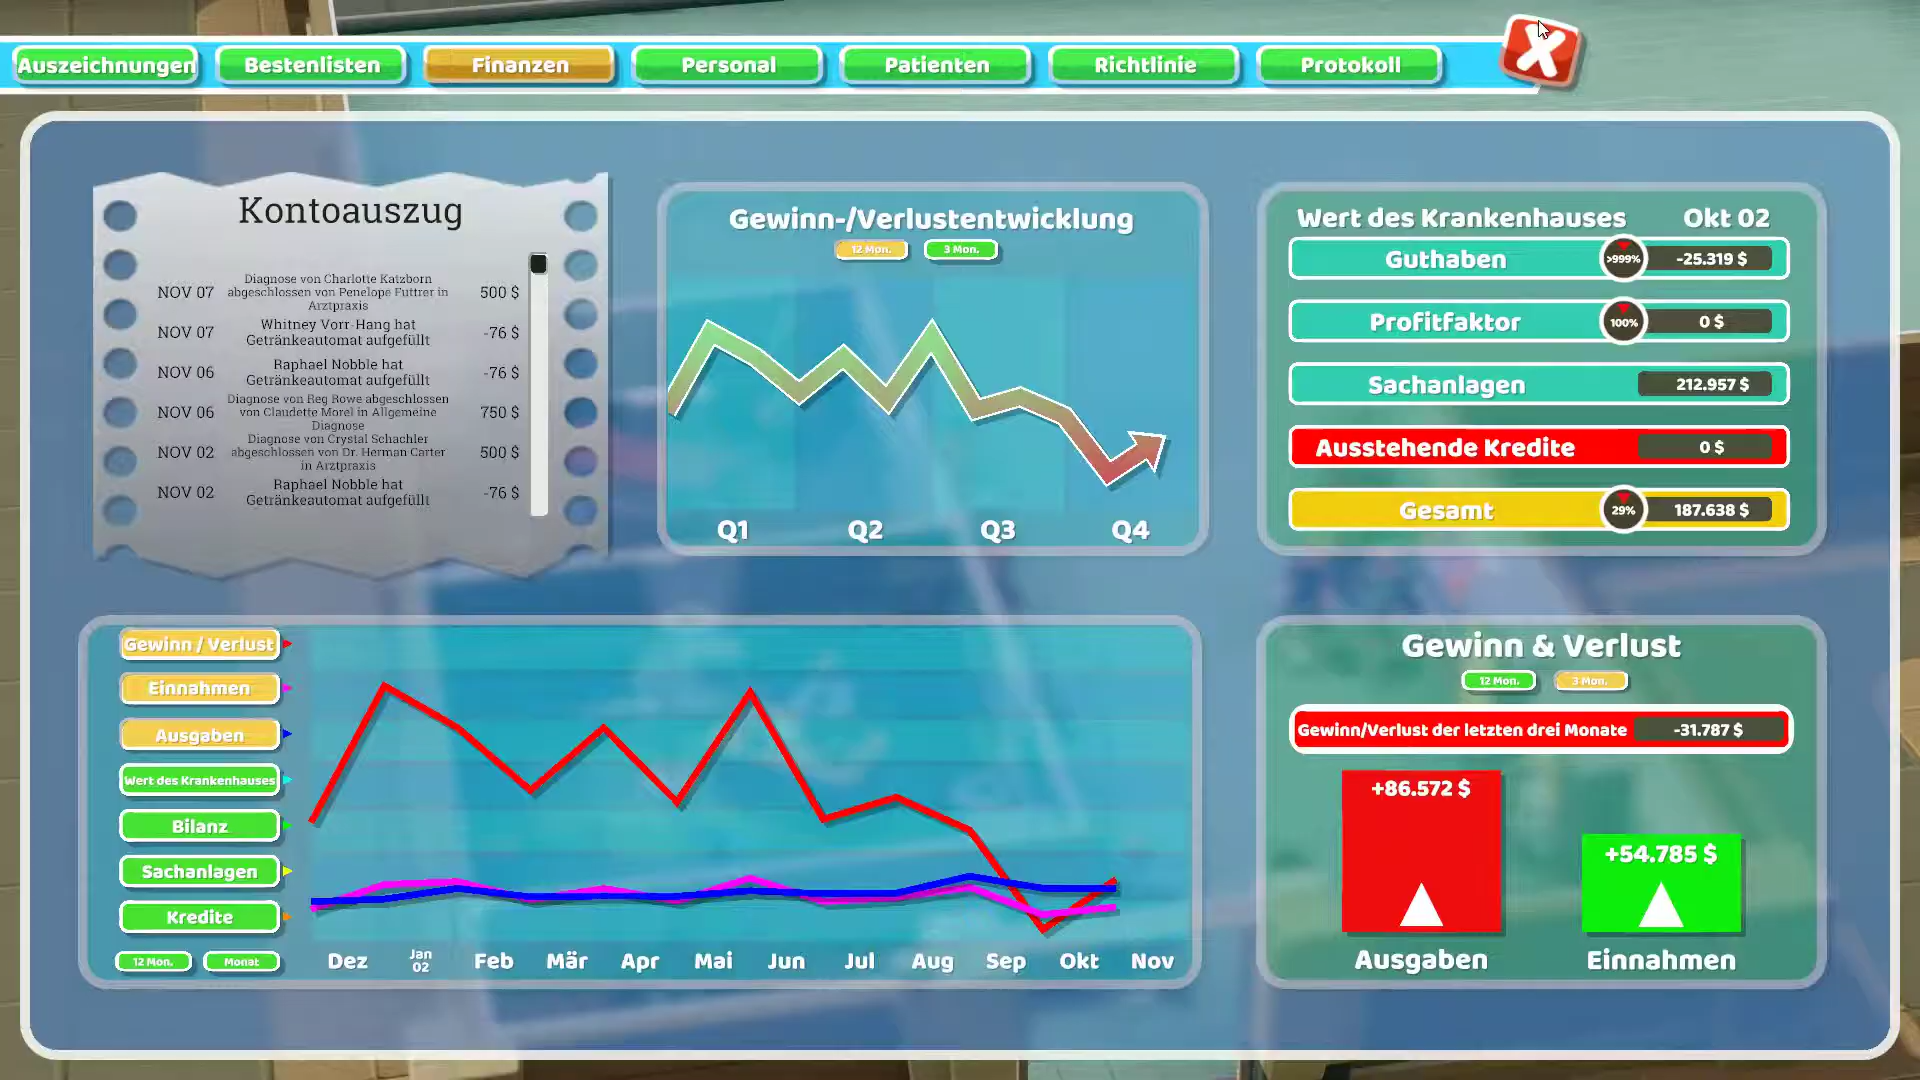 Auszeichnungen
Bestenlisten
Finanzen
Personal
Patienten
Richtlinie
Protokoll
Kontoauszug
NOV 07
Diagnose von Charlotte Katzborn
abgeschlossen von Penelope Futtrer in
Arztpraxis
500 $
NOV 07
Whitney Vorr-Hang hat
Getränkeautomat aufgefüllt
-76 $
NOV 06
Raphael Nobble hat
Getränkeautomat aufgefüllt
-76 $
NOV 06
Diagnose von Reg Rowe abgeschlossen
von Claudette Morel in Allgemeine
Diagnose
750 $
NOV 02
Diagnose von Crystal Schachler
abgeschlossen von Dr. Herman Carter
in Arztpraxis
500 $
NOV 02
Raphael Nobble hat
Getränkeautomat aufgefüllt
-76 $
Gewinn-/Verlustentwicklung
12 Mon.
3 Mon.
Q1
Q2
Q3
Q4
Wert des Krankenhauses
Okt 02
Guthaben
>999%
-25.319 $
Profitfaktor
100%
0 $
Sachanlagen
212.957 $
Ausstehende Kredite
0 $
Gesamt
29%
187.638 $
Gewinn / Verlust
Einnahmen
Ausgaben
Wert des Krankenhauses
Bilanz
Sachanlagen
Kredite
12 Mon.
Monat
Dez
Jan
02
Feb
Mär
Apr
Mai
Jun
Jul
Aug
Sep
Okt
Nov
Gewinn & Verlust
12 Mon.
3 Mon.
Gewinn/Verlust der letzten drei Monate
-31.787 $
+86.572 $
+54.785 $
Ausgaben
Einnahmen